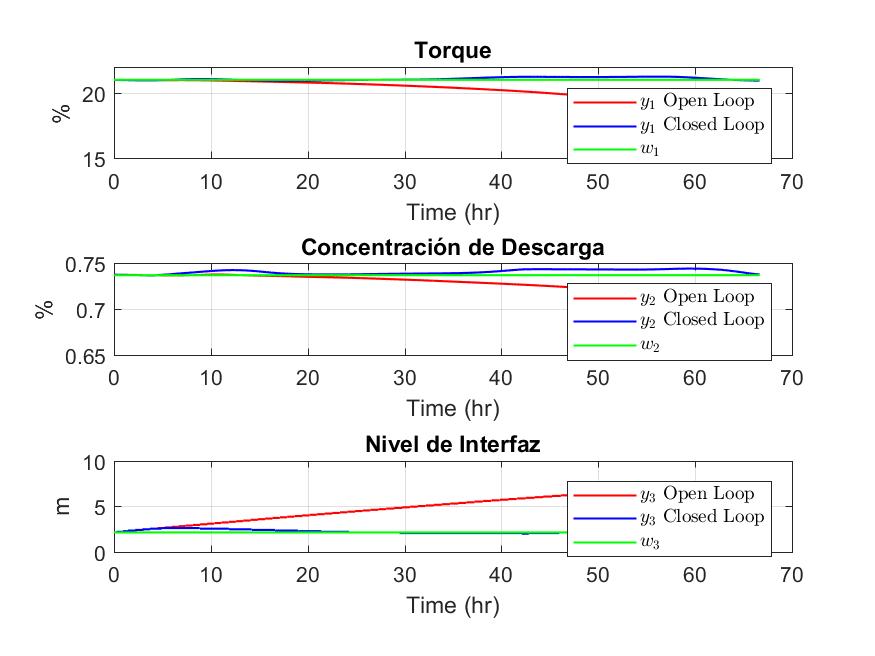 Torque
%
20
15
y₁ Open Loop
y₁ Closed Loop
w₁
0 10 20 30 40 50 60 70
Time (hr)
Concentración de Descarga
%
0.75
0.7
0.65
y₂ Open Loop
y₂ Closed Loop
w₂
0 10 20 30 40 50 60 70
Time (hr)
Nivel de Interfaz
m
10
5
0
y₃ Open Loop
y₃ Closed Loop
w₃
0 10 20 30 40 50 60 70
Time (hr)